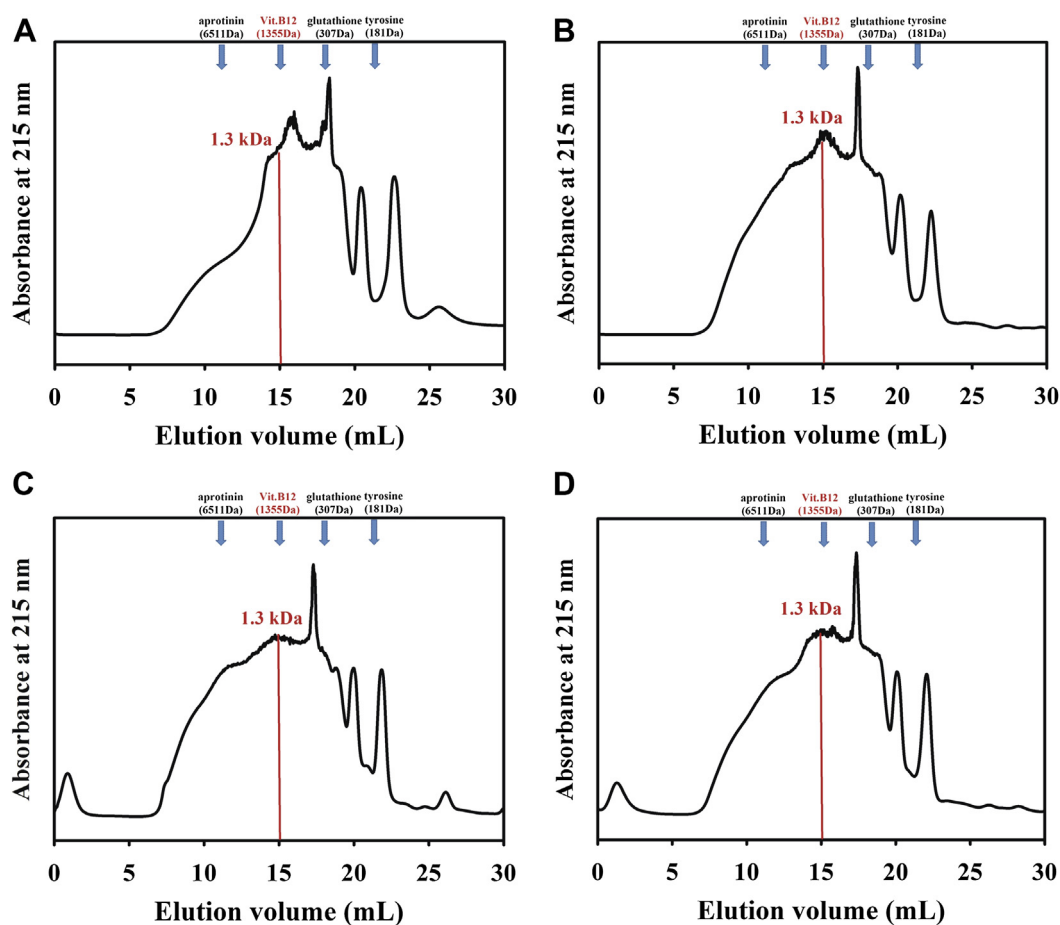 A
aprotinin Vit.B12 glutathione tyrosine
(6511Da) (1355Da) (307Da) (181Da)
1.3 kDa
Absorbance at 215 nm
0 5 10 15 20 25 30
Elution volume (mL)
B
aprotinin Vit.B12 glutathione tyrosine
(6511Da) (1355Da) (307Da) (181Da)
1.3 kDa
Absorbance at 215 nm
0 5 10 15 20 25 30
Elution volume (mL)
C
aprotinin Vit.B12 glutathione tyrosine
(6511Da) (1355Da) (307Da) (181Da)
1.3 kDa
Absorbance at 215 nm
0 5 10 15 20 25 30
Elution volume (mL)
D
aprotinin Vit.B12 glutathione tyrosine
(6511Da) (1355Da) (307Da) (181Da)
1.3 kDa
Absorbance at 215 nm
0 5 10 15 20 25 30
Elution volume (mL)